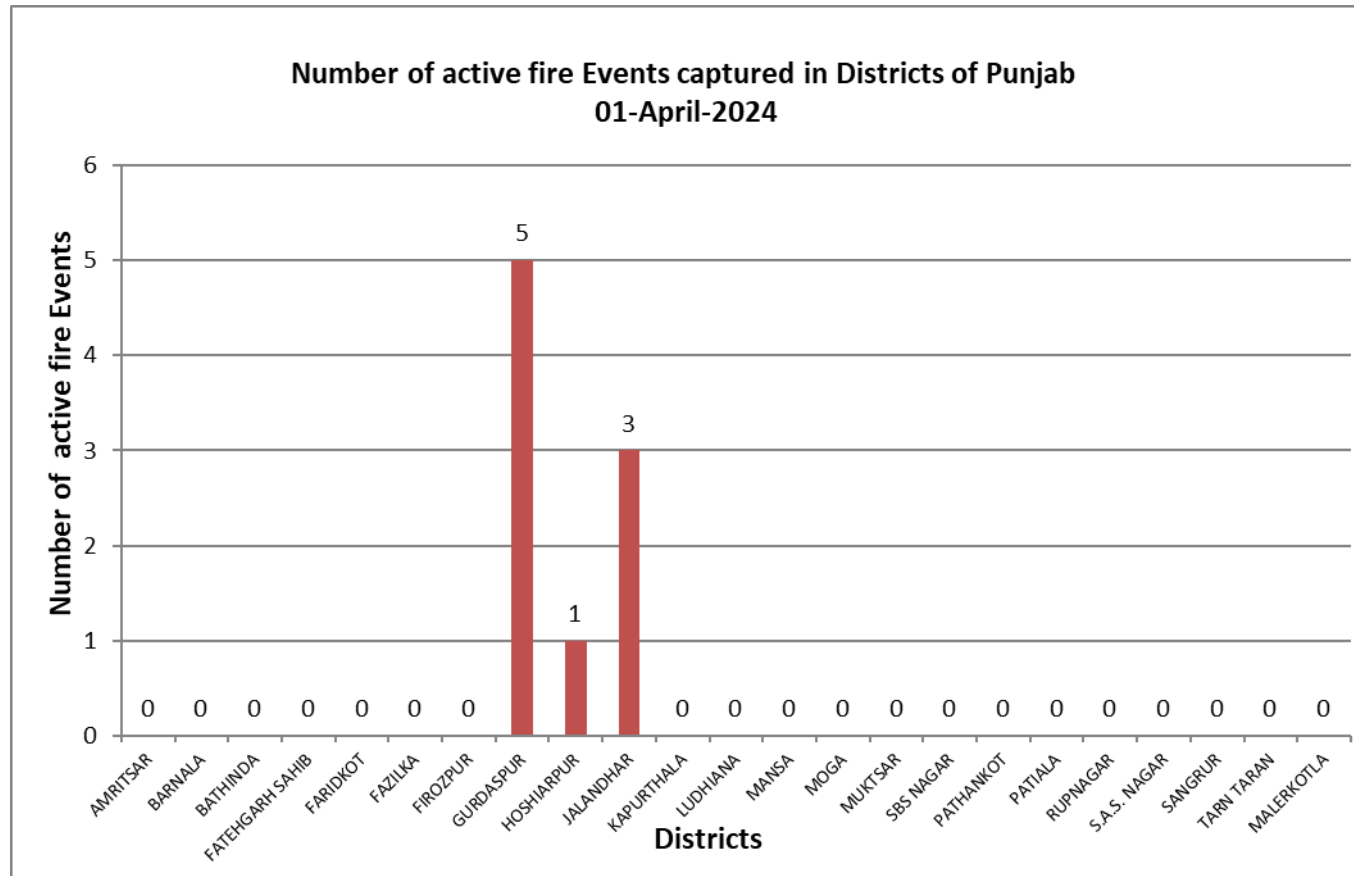 Number of active fire Events captured in Districts of Punjab
01-April-2024
Number of active fire Events
6
5
4
3
2
1
0
0 0 0 0 0 0 0 5 1 3 0 0 0 0 0 0 0 0 0 0 0 0 0
AMRITSAR
BARNALA
BATHINDA
FATEHGARH SAHIB
FARIDKOT
FAZILKA
FIROZPUR
GURDASPUR
HOSHIARPUR
JALANDHAR
KAPURTHALA
LUDHIANA
MANSA
MOGA
MUKTSAR
SBS NAGAR
PATHANKOT
PATIALA
RUPNAGAR
S.A.S. NAGAR
SANGRUR
TARN TARAN
MALERKOTLA
Districts